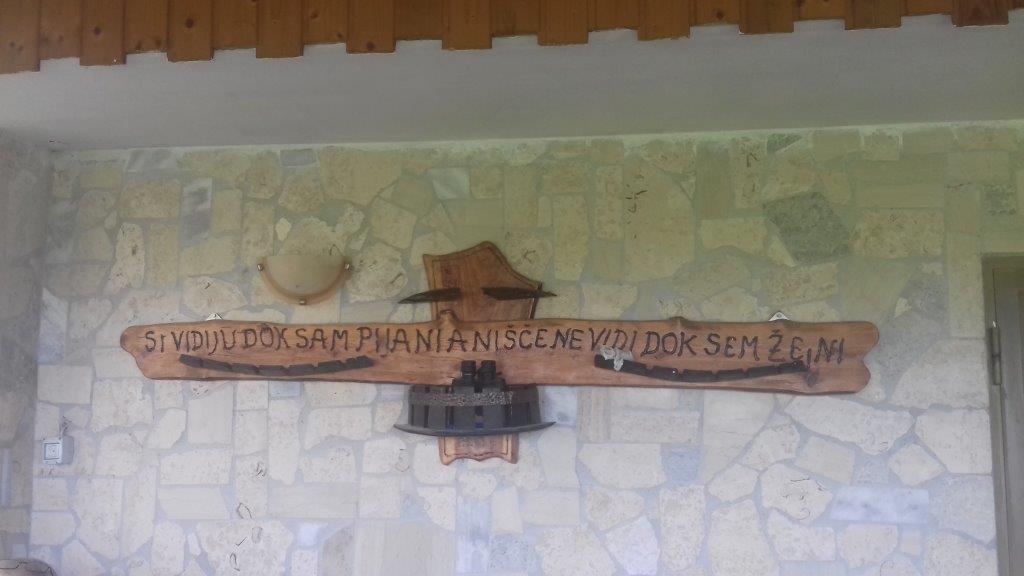 SI VIDIJU DOK SAM PIJANI A NIŠČE NE VIDI DOK SEM ŽEJNI